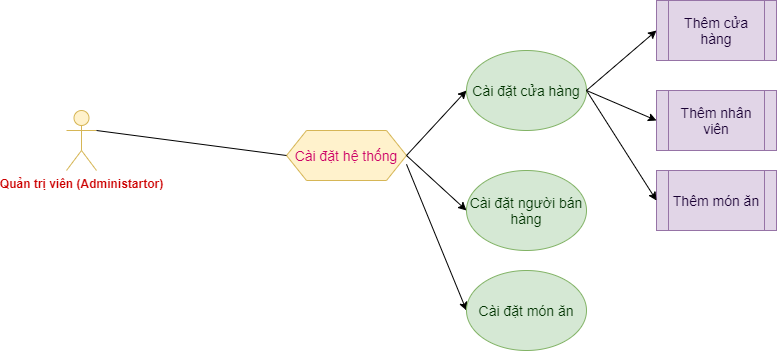 Quản trị viên (Administartor)
Cài đặt hệ thống
Cài đặt cửa hàng
Cài đặt người bán
hàng
Cài đặt món ăn
Thêm cửa
hàng
Thêm nhân
viên
Thêm món ăn